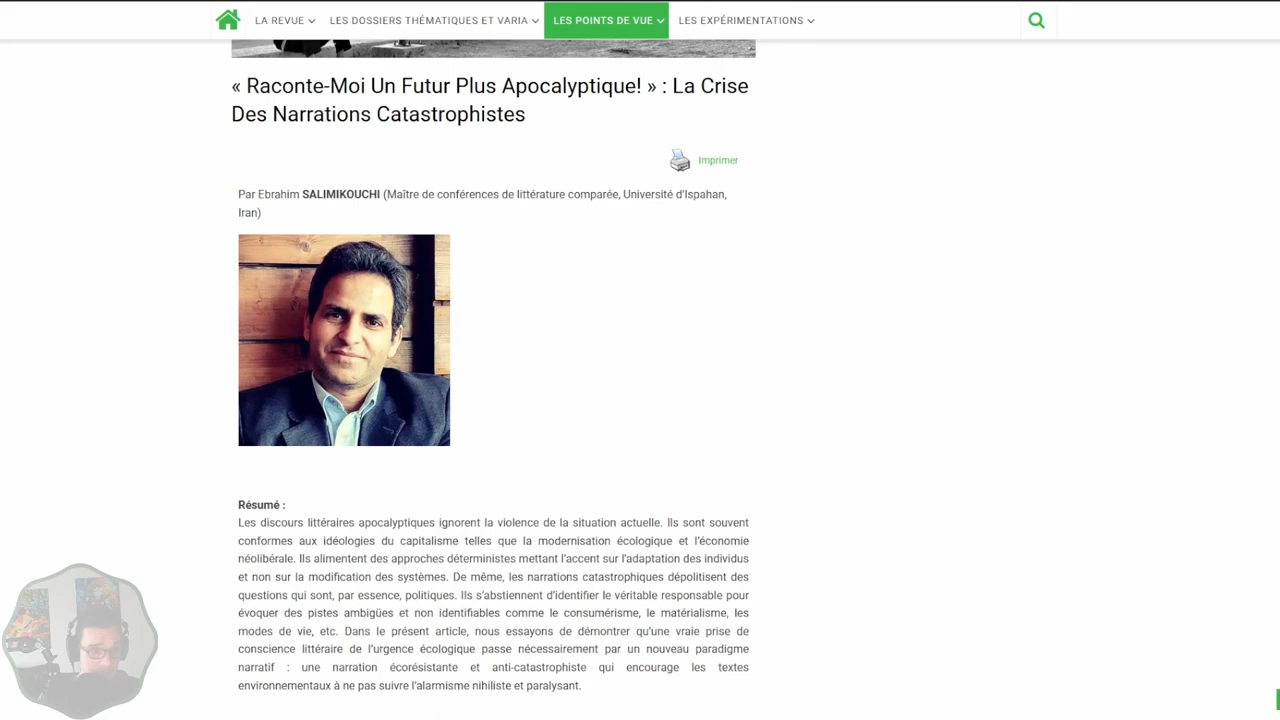 LA REVUE LES DOSSIERS THÉMATIQUES ET VARIA LES POINTS DE VUE LES EXPÉRIMENTATIONS
« Raconte-Moi Un Futur Plus Apocalyptique! » : La Crise
Des Narrations Catastrophistes
Imprimer
Par Ebrahim SALIMIKOUCHI (Maître de conférences de littérature comparée, Université d'Ispahan,
Iran)
Résumé :
Les discours littéraires apocalyptiques ignorent la violence de la situation actuelle. Ils sont souvent
conformes aux idéologies du capitalisme telles que la modernisation écologique et l'économie
néolibérale. Ils alimentent des approches déterministes mettant l'accent sur l'adaptation des individus
et non sur la modification des systèmes. De même, les narrations catastrophiques dépolitisent des
questions qui sont, par essence, politiques. Ils s'abstiennent d'identifier le véritable responsable pour
évoquer des pistes ambigües et non identifiables comme le consumérisme, le matérialisme, les
modes de vie, etc. Dans le présent article, nous essayons de démontrer qu'une vraie prise de
conscience littéraire de l'urgence écologique passe nécessairement par un nouveau paradigme
narratif : une narration écorésistante et anti-catastrophiste qui encourage les textes
environnementaux à ne pas suivre l'alarmisme nihiliste et paralysant.